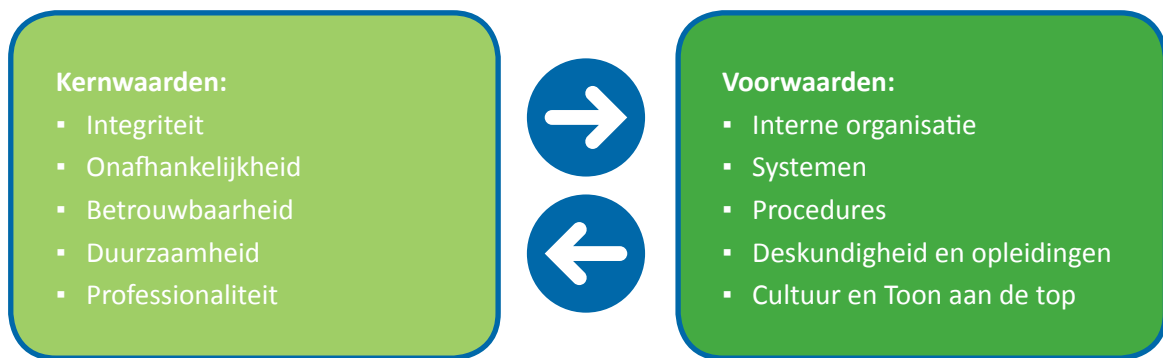 Kernwaarden:
▪ Integriteit
▪ Onafhankelijkheid
▪ Betrouwbaarheid
▪ Duurzaamheid
▪ Professionaliteit
Voorwaarden:
▪ Interne organisatie
▪ Systemen
▪ Procedures
▪ Deskundigheid en opleidingen
▪ Cultuur en Toon aan de top